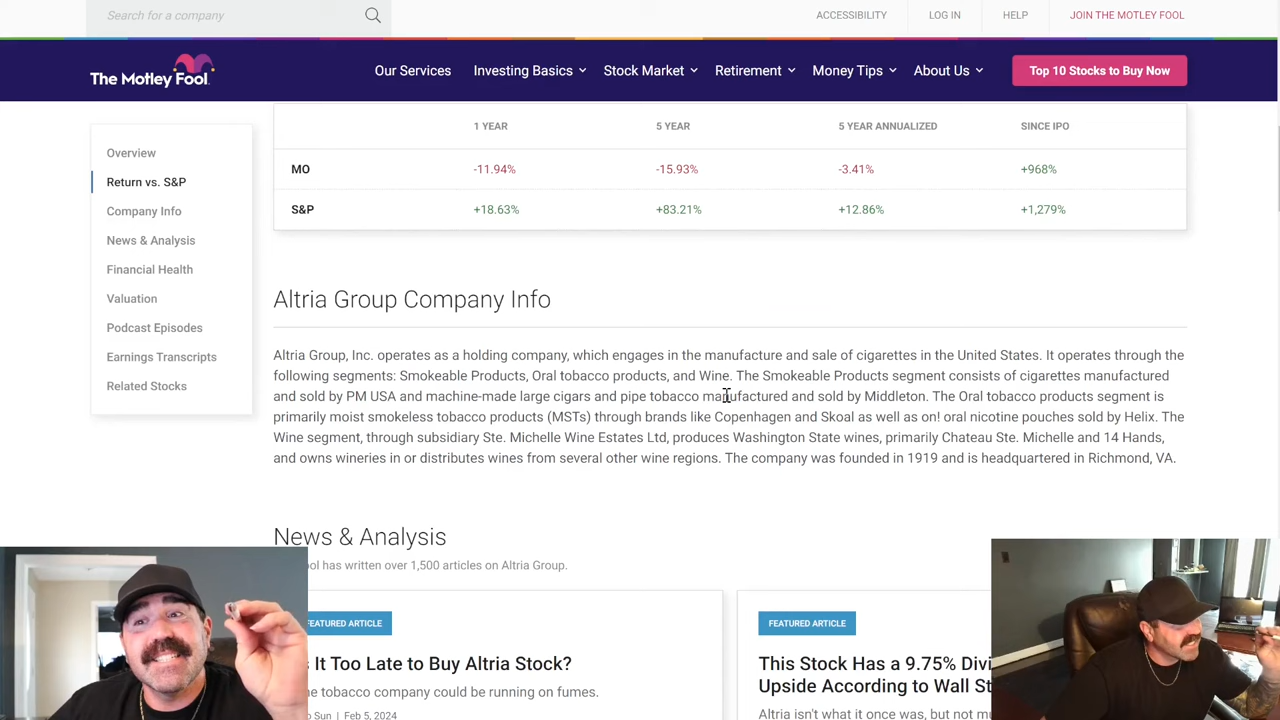 Search for a company
ACCESSIBILITY
LOG IN
HELP
JOIN THE MOTLEY FOOL
The Motley Fool.
Our Services
Investing Basics
Stock Market
Retirement
Money Tips
About Us
Top 10 Stocks to Buy Now
Overview
Return vs. S&P
Company Info
News & Analysis
Financial Health
Valuation
Podcast Episodes
Earnings Transcripts
Related Stocks
1 YEAR 5 YEAR 5 YEAR ANNUALIZED SINCE IPO
MO -11.94% -15.93% -3.41% +968%
S&P +18.63% +83.21% +12.86% +1,279%
Altria Group Company Info
Altria Group, Inc. operates as a holding company, which engages in the manufacture and sale of cigarettes in the United States. It operates through the
following segments: Smokeable Products, Oral tobacco products, and Wine. The Smokeable Products segment consists of cigarettes manufactured
and sold by PM USA and machine-made large cigars and pipe tobacco manufactured and sold by Middleton. The Oral tobacco products segment is
primarily moist smokeless tobacco products (MSTs) through brands like Copenhagen and Skoal as well as on! oral nicotine pouches sold by Helix. The
Wine segment, through subsidiary Ste. Michelle Wine Estates Ltd, produces Washington State wines, primarily Chateau Ste. Michelle and 14 Hands,
and owns wineries in or distributes wines from several other wine regions. The company was founded in 1919 and is headquartered in Richmond, VA.
News & Analysis
ool has written over 1,500 articles on Altria Group.
FEATURED ARTICLE
It Too Late to Buy Altria Stock?
tobacco company could be running on fumes.
Sun | Feb 5, 2024
FEATURED ARTICLE
This Stock Has a 9.75% Divi
Upside According to Wall St
Altria isn't what it once was, but not